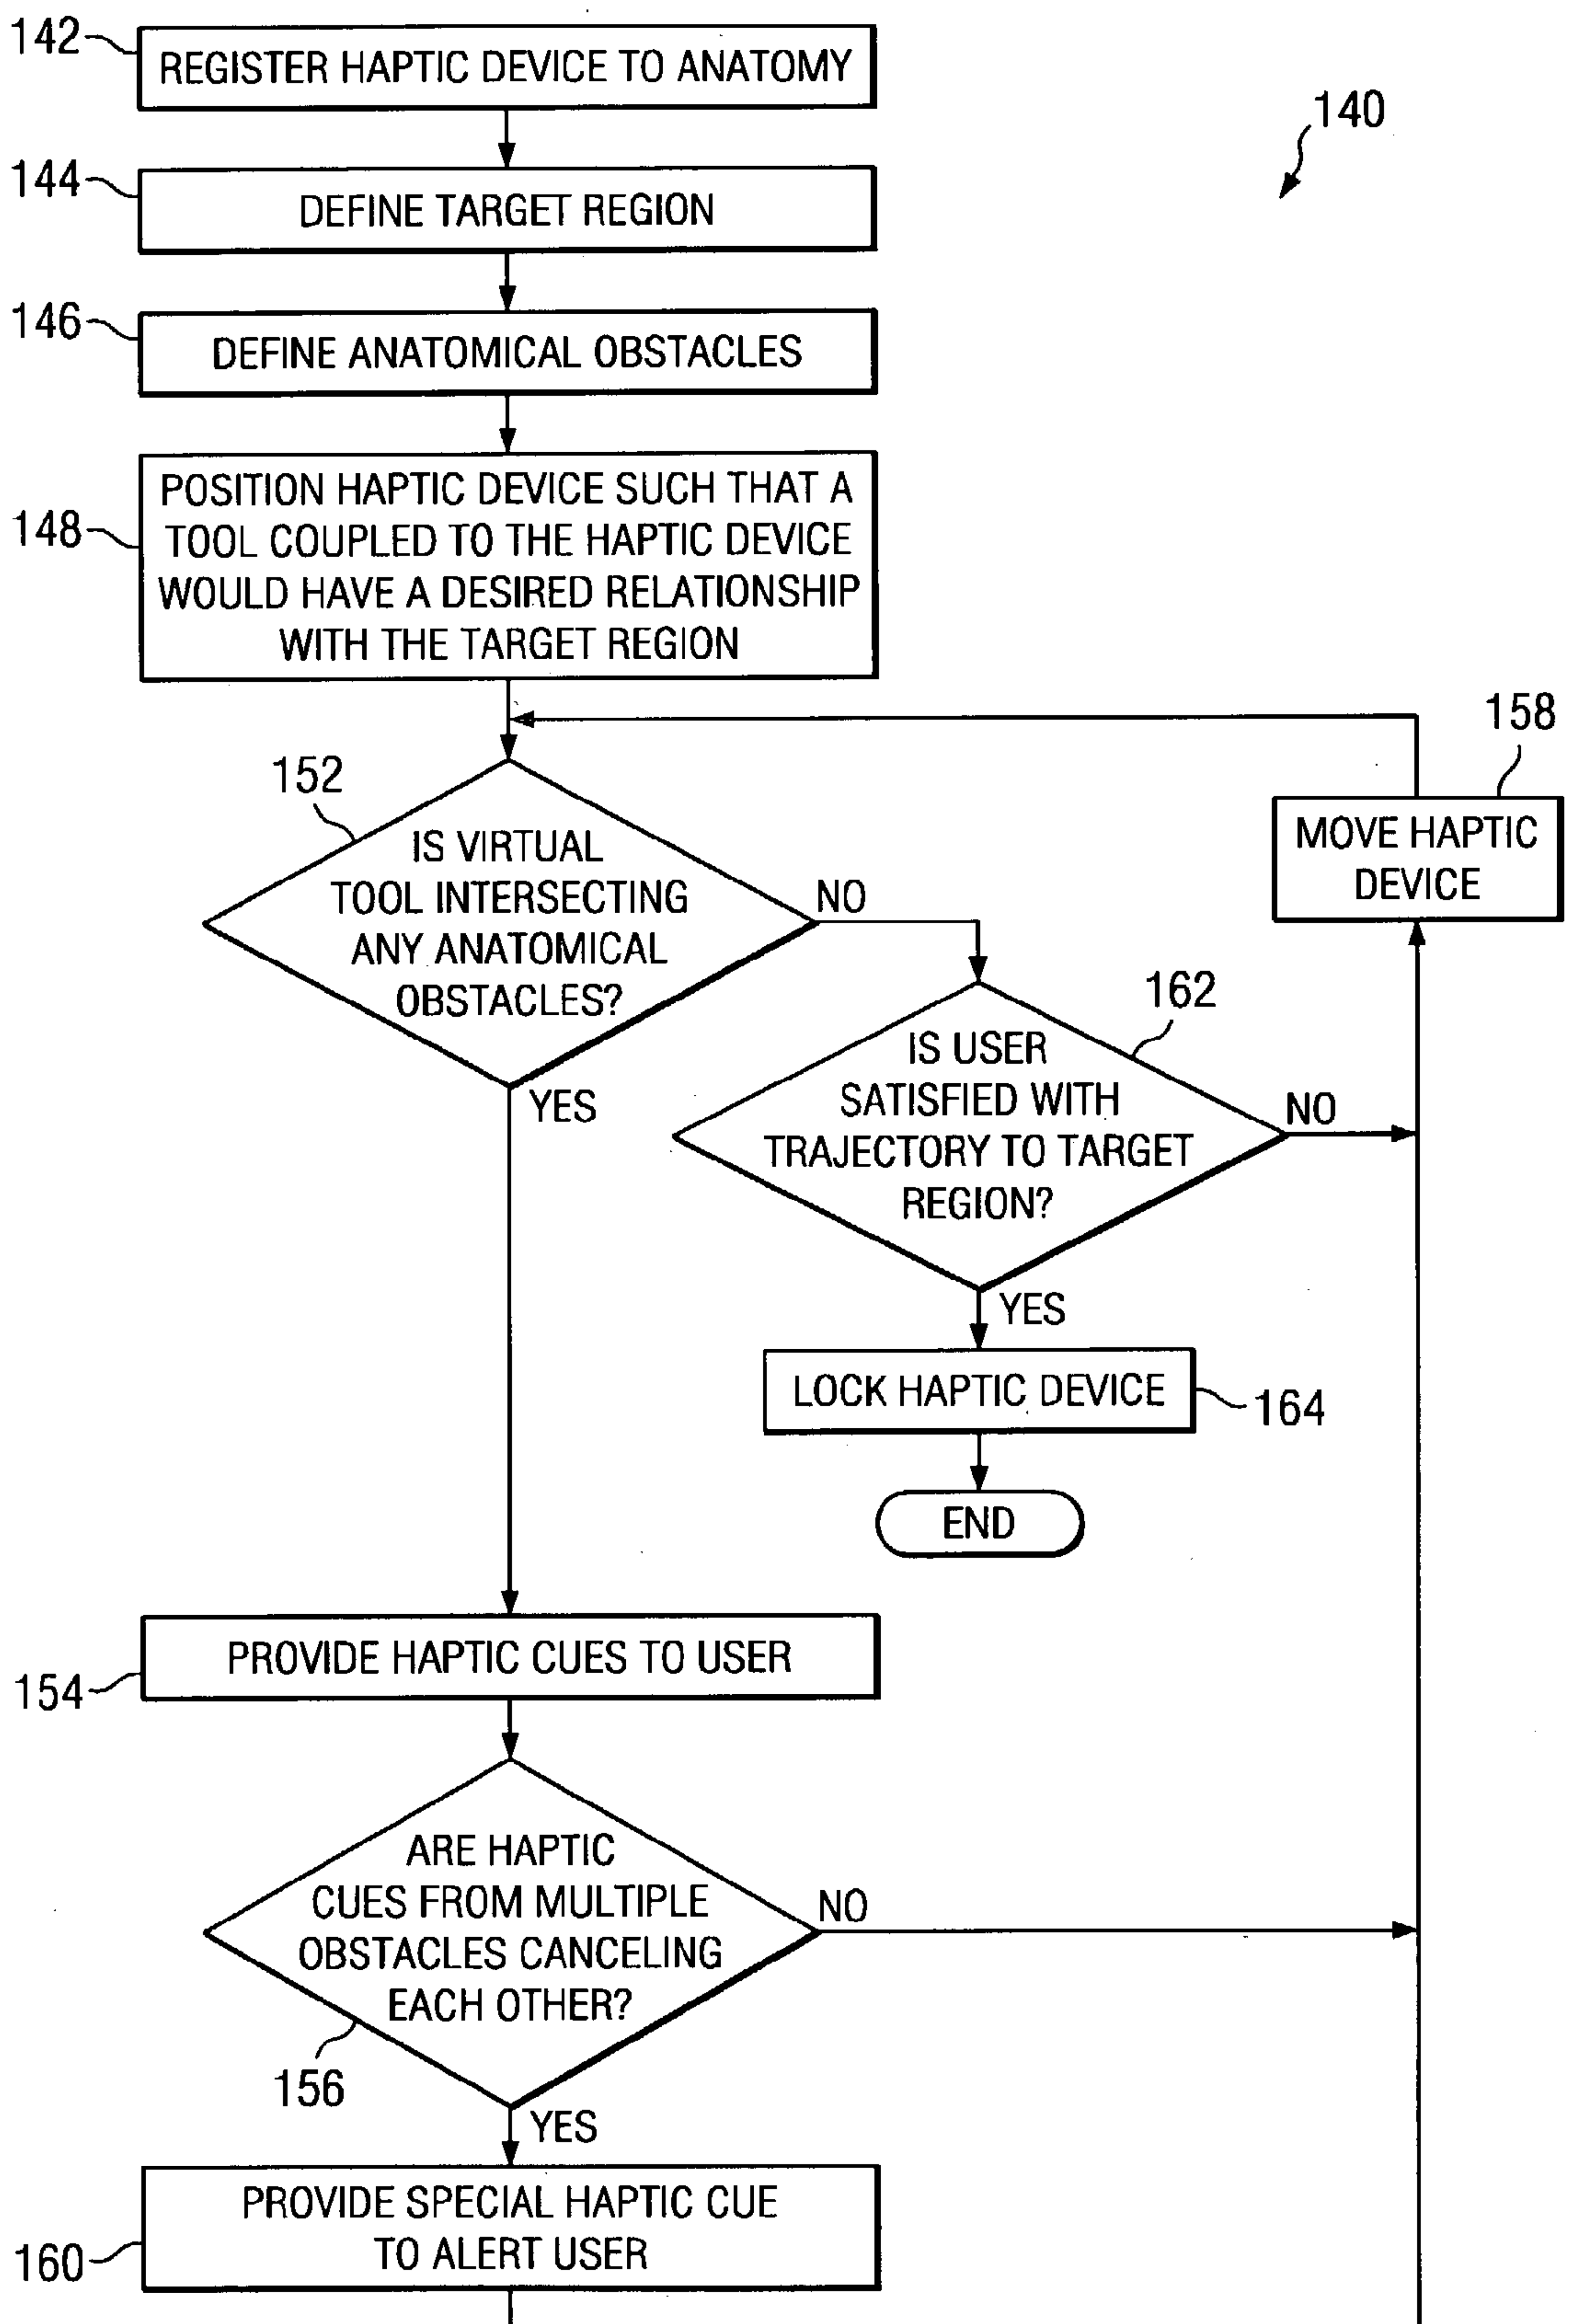 142
REGISTER HAPTIC DEVICE TO ANATOMY
140
144
DEFINE TARGET REGION
146
DEFINE ANATOMICAL OBSTACLES
148
POSITION HAPTIC DEVICE SUCH THAT A
TOOL COUPLED TO THE HAPTIC DEVICE
WOULD HAVE A DESIRED RELATIONSHIP
WITH THE TARGET REGION
158
MOVE HAPTIC
DEVICE
152
IS VIRTUAL
TOOL INTERSECTING
ANY ANATOMICAL
OBSTACLES?
NO
YES
162
IS USER
SATISFIED WITH
TRAJECTORY TO TARGET
REGION?
NO
YES
LOCK HAPTIC DEVICE
164
END
PROVIDE HAPTIC CUES TO USER
154
ARE HAPTIC
CUES FROM MULTIPLE
OBSTACLES CANCELING
EACH OTHER?
NO
156
YES
PROVIDE SPECIAL HAPTIC CUE
TO ALERT USER
160